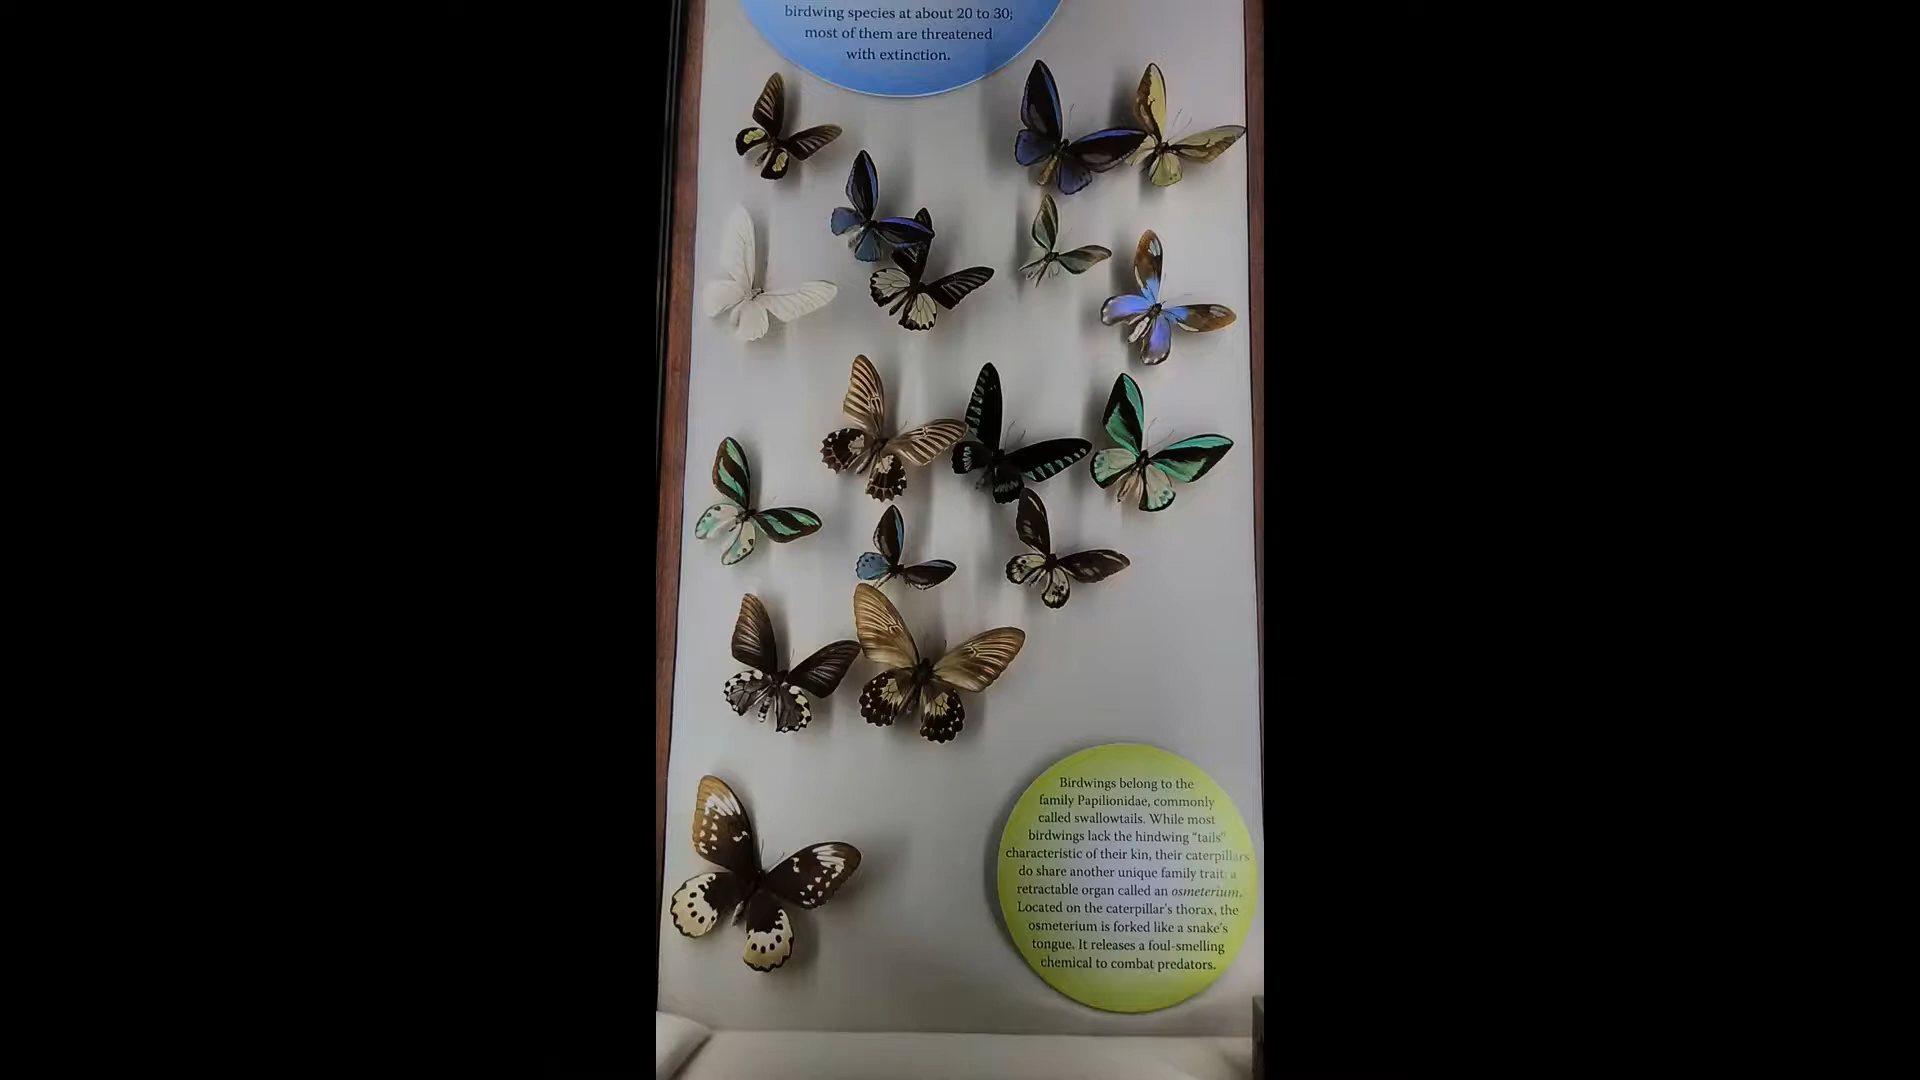 birdwing species at about 20 to 30;
most of them are threatened
with extinction.
Birdwings belong to the
family Papilionidae, commonly
called swallowtails. While most
birdwings lack the hindwing "tails"
characteristic of their kin, their caterpillars
do share another unique family trait: a
retractable organ called an osmeterium.
Located on the caterpillar's thorax, the
osmeterium is forked like a snake's
tongue. It releases a foul-smelling
chemical to combat predators.